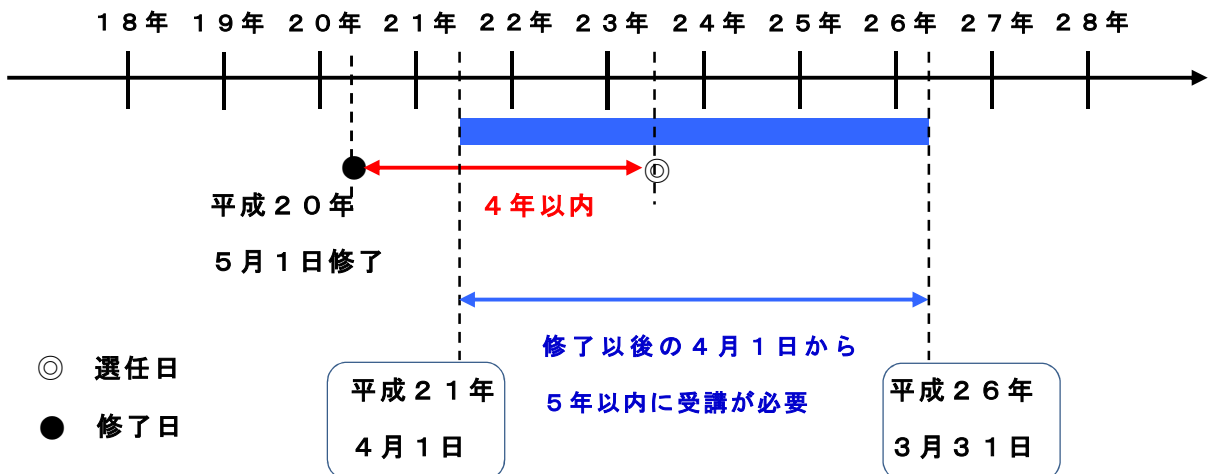 １８年 １９年 ２０年 ２１年 ２２年 ２３年 ２４年 ２５年 ２６年 ２７年 ２８年
平成２０年
５月１日修了
４年以内
修了以後の４月１日から
５年以内に受講が必要
◎ 選任日
● 修了日
平成２１年
４月１日
平成２６年
３月３１日